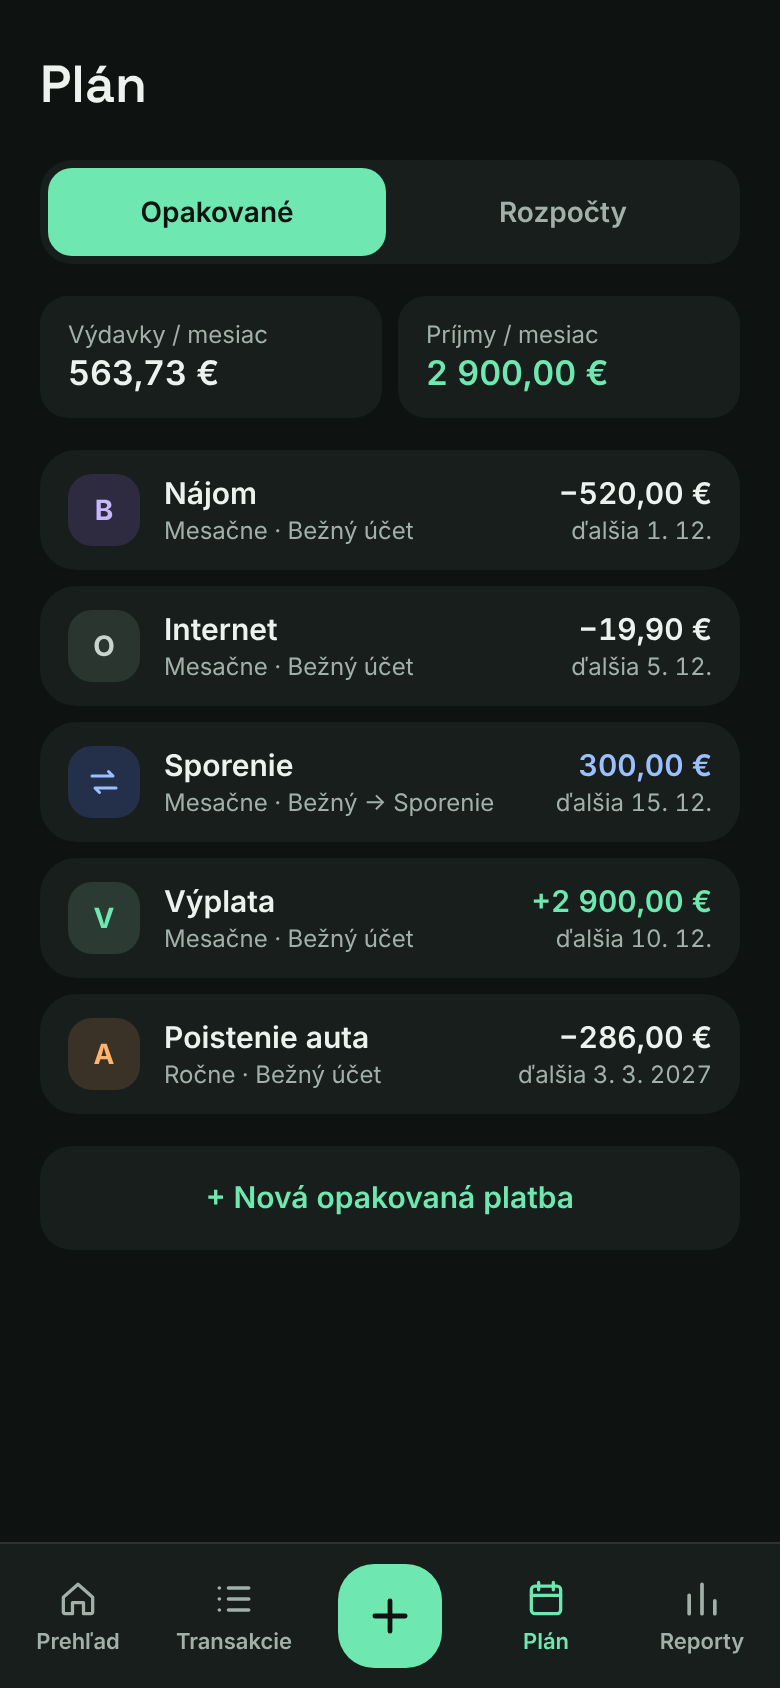 Plán
Opakované
Rozpočty
Výdavky / mesiac
563,73 €
Príjmy / mesiac
2 900,00 €
B
Nájom
−520,00 €
Mesačne · Bežný účet
ďalšia 1. 12.
O
Internet
−19,90 €
Mesačne · Bežný účet
ďalšia 5. 12.
Sporenie
300,00 €
Mesačne · Bežný → Sporenie
ďalšia 15. 12.
V
Výplata
+2 900,00 €
Mesačne · Bežný účet
ďalšia 10. 12.
A
Poistenie auta
−286,00 €
Ročne · Bežný účet
ďalšia 3. 3. 2027
+ Nová opakovaná platba
Prehľad
Transakcie
Plán
Reporty